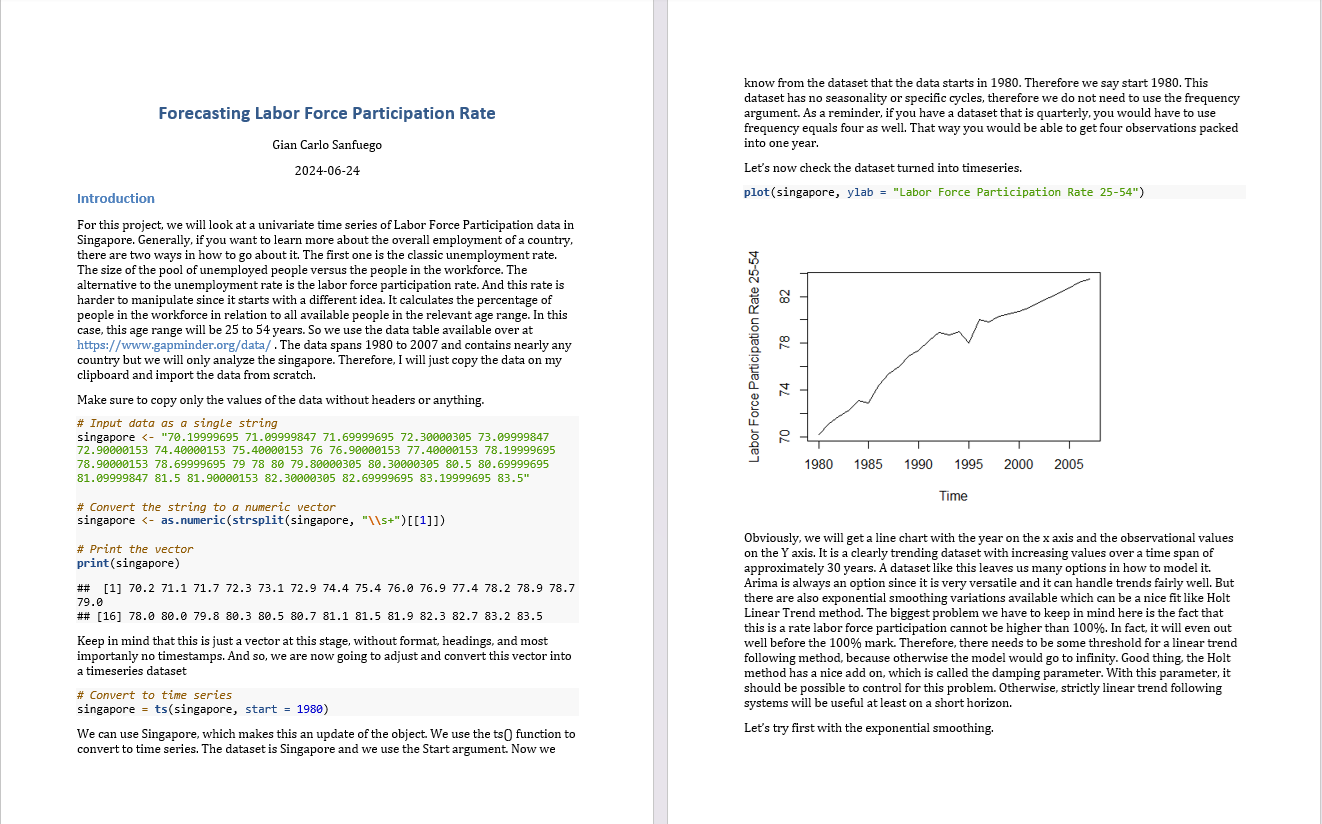 Forecasting Labor Force Participation Rate
Gian Carlo Sanfuego
2024-06-24
Introduction
For this project, we will look at a univariate time series of Labor Force Participation data in
Singapore. Generally, if you want to learn more about the overall employment of a country,
there are two ways in how to go about it. The first one is the classic unemployment rate.
The size of the pool of unemployed people versus the people in the workforce. The
alternative to the unemployment rate is the labor force participation rate. And this rate is
harder to manipulate since it starts with a different idea. It calculates the percentage of
people in the workforce in relation to all available people in the relevant age range. In this
case, this age range will be 25 to 54 years. So we use the data table available over at
https://www.gapminder.org/data/ . The data spans 1980 to 2007 and contains nearly any
country but we will only analyze the singapore. Therefore, I will just copy the data on my
clipboard and import the data from scratch.
Make sure to copy only the values of the data without headers or anything.
# Input data as a single string
singapore <- "70.19999695 71.09999847 71.69999695 72.30000305 73.09999847
72.90000153 74.40000153 75.40000153 76 76.90000153 77.40000153 78.19999695
78.90000153 78.69999695 79 78 80 79.80000305 80.30000305 80.5 80.69999695
81.09999847 81.5 81.90000153 82.30000305 82.69999695 83.19999695 83.5"
# Convert the string to a numeric vector
singapore <- as.numeric(strsplit(singapore, "\\s+")[[1]])
# Print the vector
print(singapore)
##  [1] 70.2 71.1 71.7 72.3 73.1 72.9 74.4 75.4 76.0 76.9 77.4 78.2 78.9 78.7
79.0
## [16] 78.0 80.0 79.8 80.3 80.5 80.7 81.1 81.5 81.9 82.3 82.7 83.2 83.5
Keep in mind that this is just a vector at this stage, without format, headings, and most
importanly no timestamps. And so, we are now going to adjust and convert this vector into
a timeseries dataset
# Convert to time series
singapore = ts(singapore, start = 1980)
We can use Singapore, which makes this an update of the object. We use the ts() function to
convert to time series. The dataset is Singapore and we use the Start argument. Now we
know from the dataset that the data starts in 1980. Therefore we say start 1980. This
dataset has no seasonality or specific cycles, therefore we do not need to use the frequency
argument. As a reminder, if you have a dataset that is quarterly, you would have to use
frequency equals four as well. That way you would be able to get four observations packed
into one year.
Let's now check the dataset turned into timeseries.
plot(singapore, ylab = "Labor Force Participation Rate 25-54")
Labor Force Participation Rate 25-54
82
78
74
70
1980 1985 1990 1995 2000 2005
Time
Obviously, we will get a line chart with the year on the x axis and the observational values
on the Y axis. It is a clearly trending dataset with increasing values over a time span of
approximately 30 years. A dataset like this leaves us many options in how to model it.
Arima is always an option since it is very versatile and it can handle trends fairly well. But
there are also exponential smoothing variations available which can be a nice fit like Holt
Linear Trend method. The biggest problem we have to keep in mind here is the fact that
this is a rate labor force participation cannot be higher than 100%. In fact, it will even out
well before the 100% mark. Therefore, there needs to be some threshold for a linear trend
following method, because otherwise the model would go to infinity. Good thing, the Holt
method has a nice add on, which is called the damping parameter. With this parameter, it
should be possible to control for this problem. Otherwise, strictly linear trend following
systems will be useful at least on a short horizon.
Let's try first with the exponential smoothing.